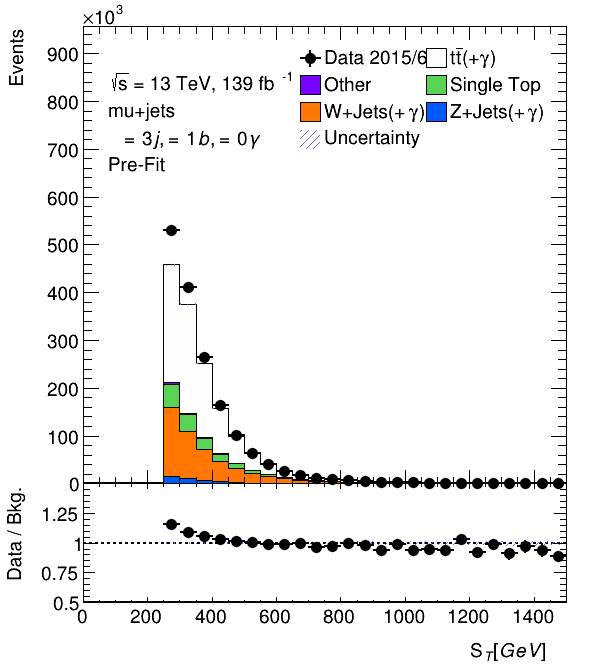 ×10³
Events
900
800
700
600
500
400
300
200
100
0
√s = 13 TeV, 139 fb⁻¹
mu+jets
= 3j, = 1b, = 0γ
Pre-Fit
Data 2015/6
tt̄(+γ)
Other
Single Top
W+Jets(+γ)
Z+Jets(+γ)
Uncertainty
Data / Bkg.
1.25
1
0.75
0.5
0 200 400 600 800 1000 1200 1400
S_T[GeV]